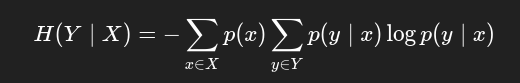 H(Y | X) = − ∑_{x∈X} p(x) ∑_{y∈Y} p(y | x) log p(y | x)